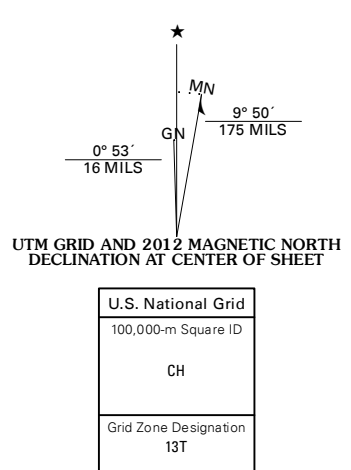 ★
MN
9° 50´
175 MILS
GN
0° 53´
16 MILS
UTM GRID AND 2012 MAGNETIC NORTH
DECLINATION AT CENTER OF SHEET
U.S. National Grid
100,000-m Square ID
CH
Grid Zone Designation
13T